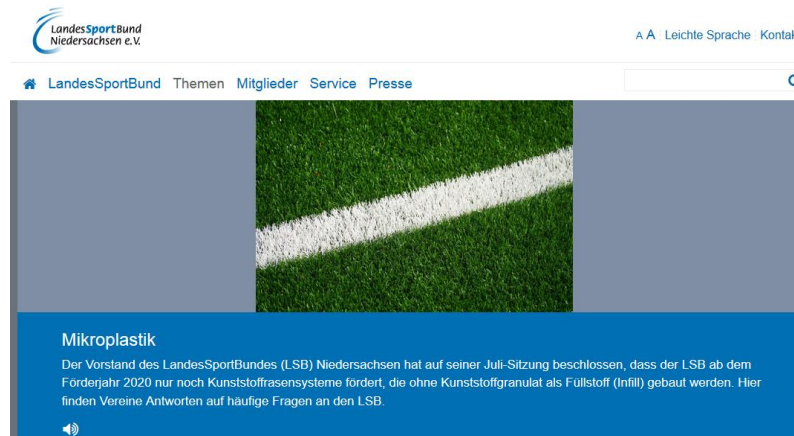 LandesSportBund
Niedersachsen e.V.
A A Leichte Sprache
LandesSportBund Themen Mitglieder Service Presse
Mikroplastik
Der Vorstand des LandesSportBundes (LSB) Niedersachsen hat auf seiner Juli-Sitzung beschlossen, dass der LSB ab dem
Förderjahr 2020 nur noch Kunststoffrasensysteme fördert, die ohne Kunststoffgranulat als Füllstoff (Infill) gebaut werden. Hier
finden Vereine Antworten auf häufige Fragen an den LSB.